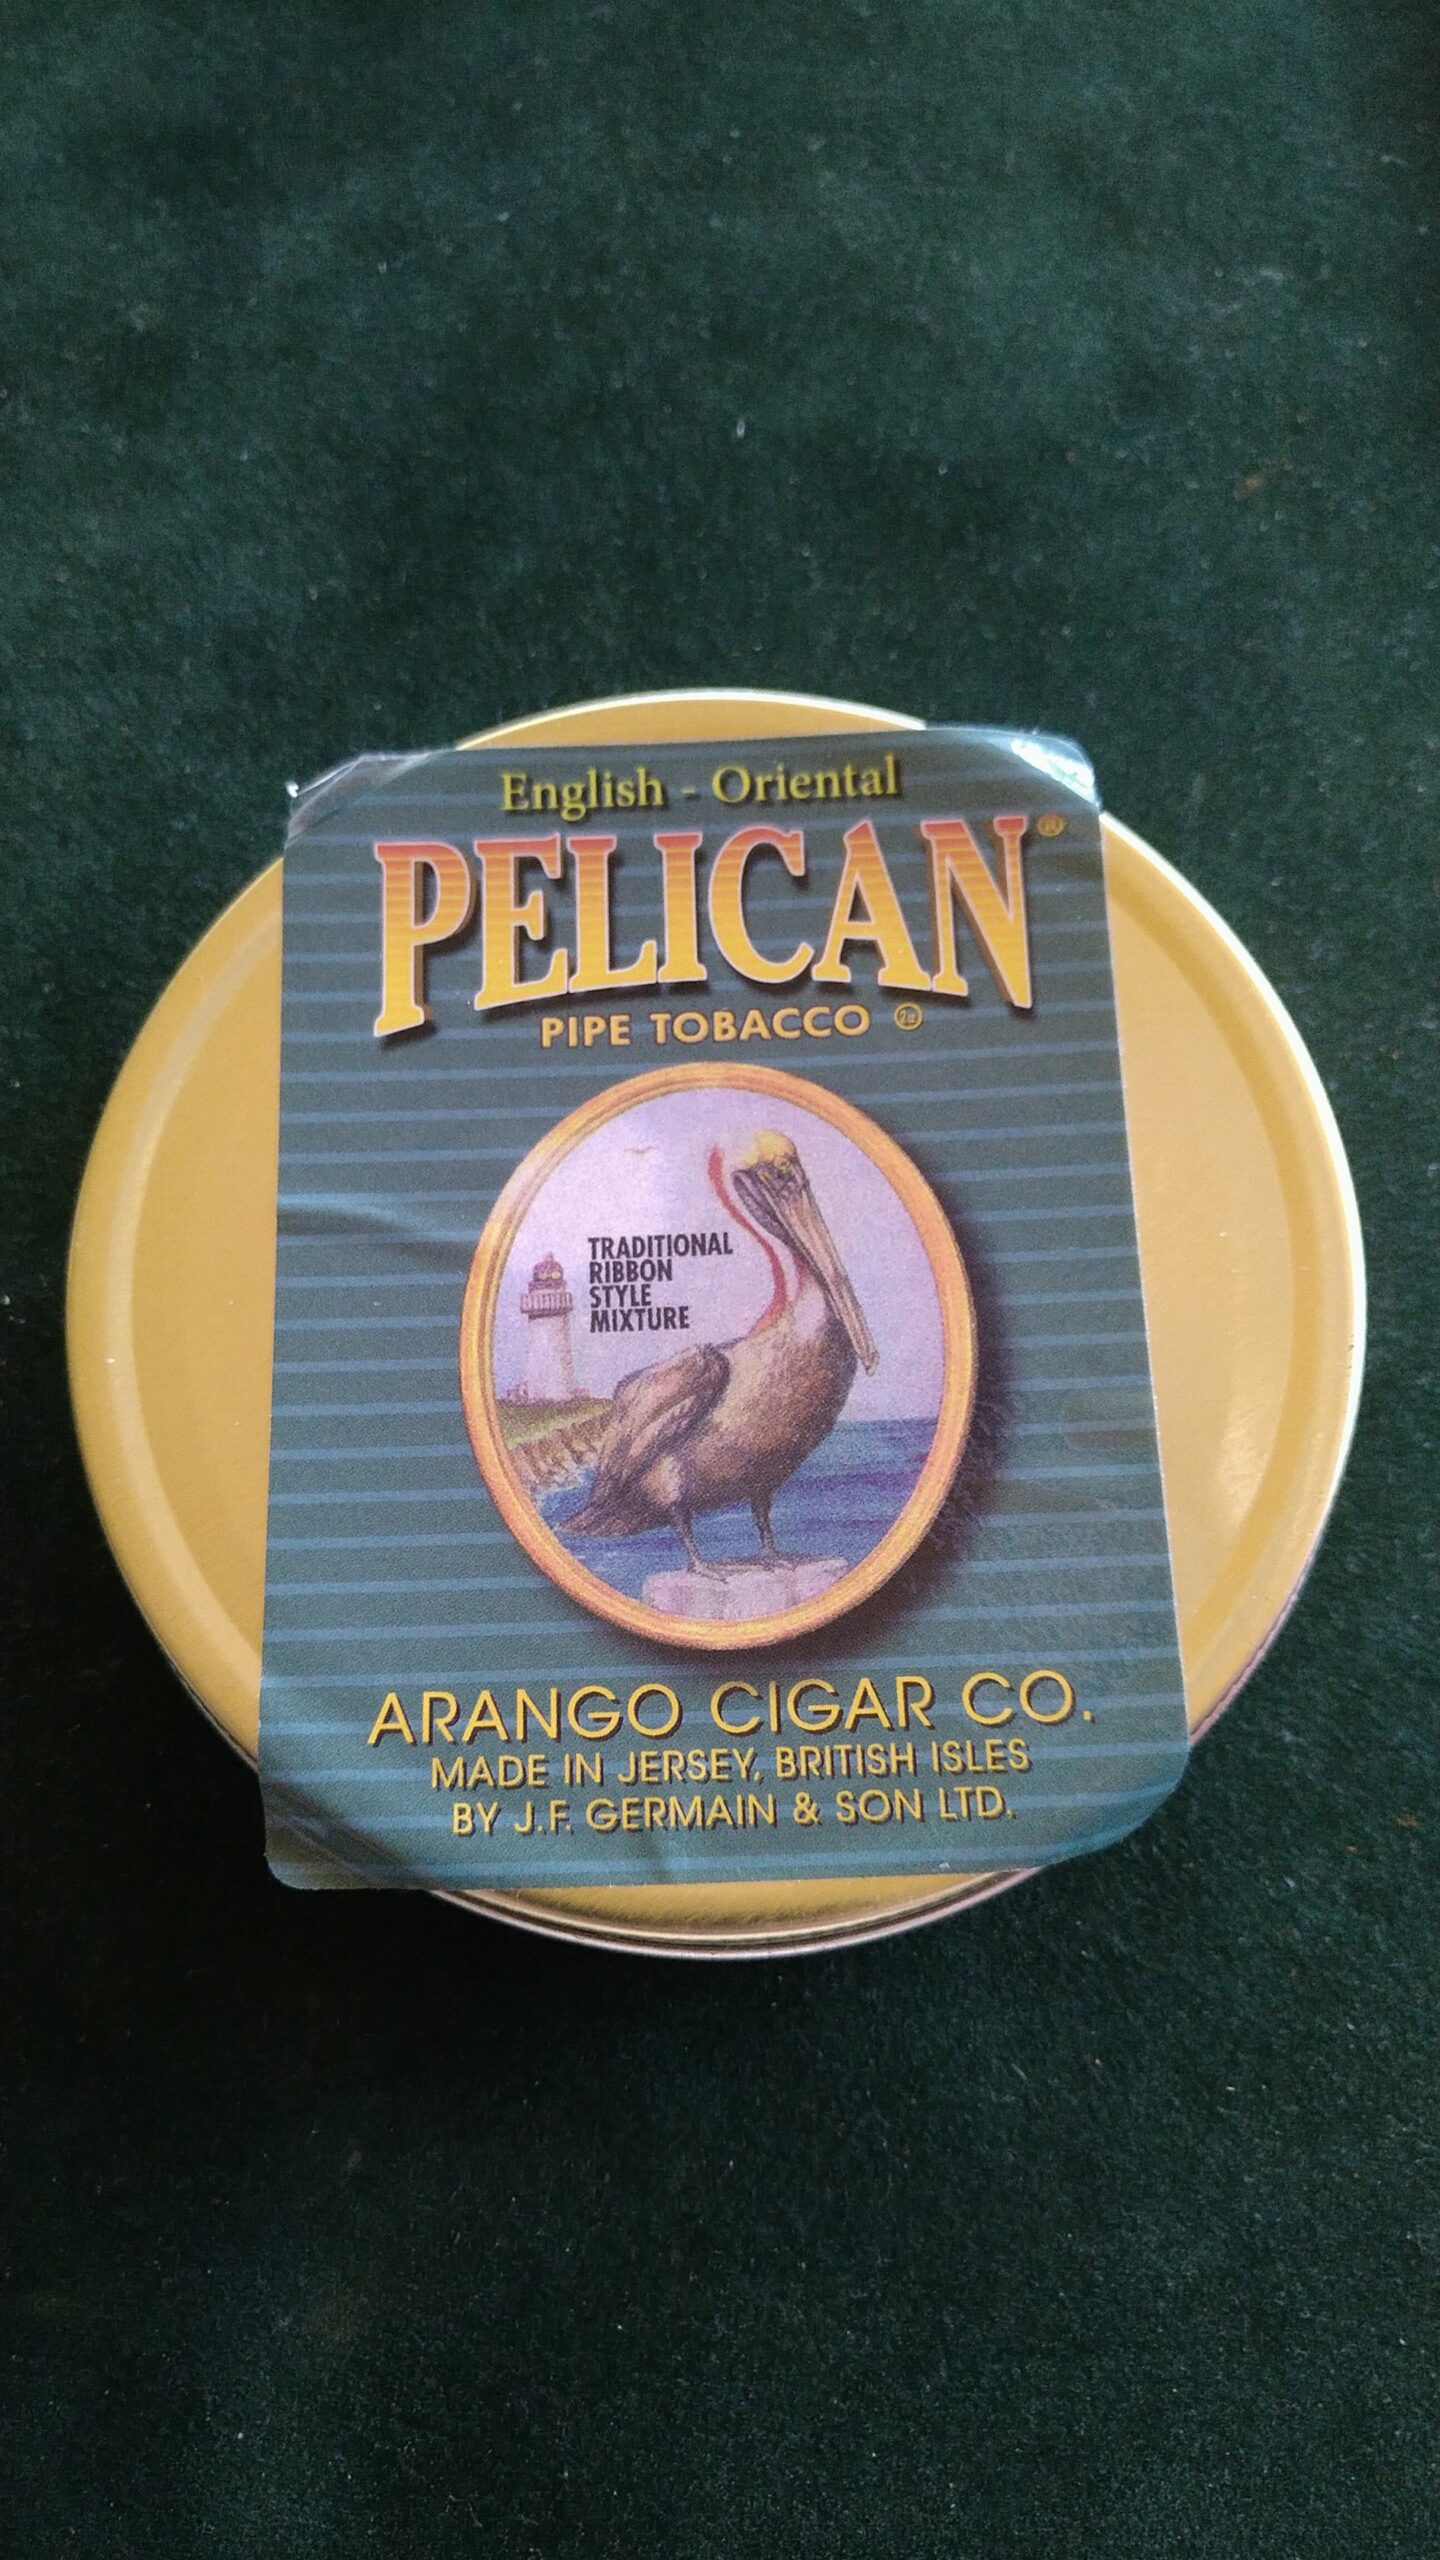 English - Oriental
PELICAN®
PIPE TOBACCO
TRADITIONAL
RIBBON
STYLE
MIXTURE
ARANGO CIGAR CO.
MADE IN JERSEY, BRITISH ISLES
BY J.F. GERMAIN & SON LTD.